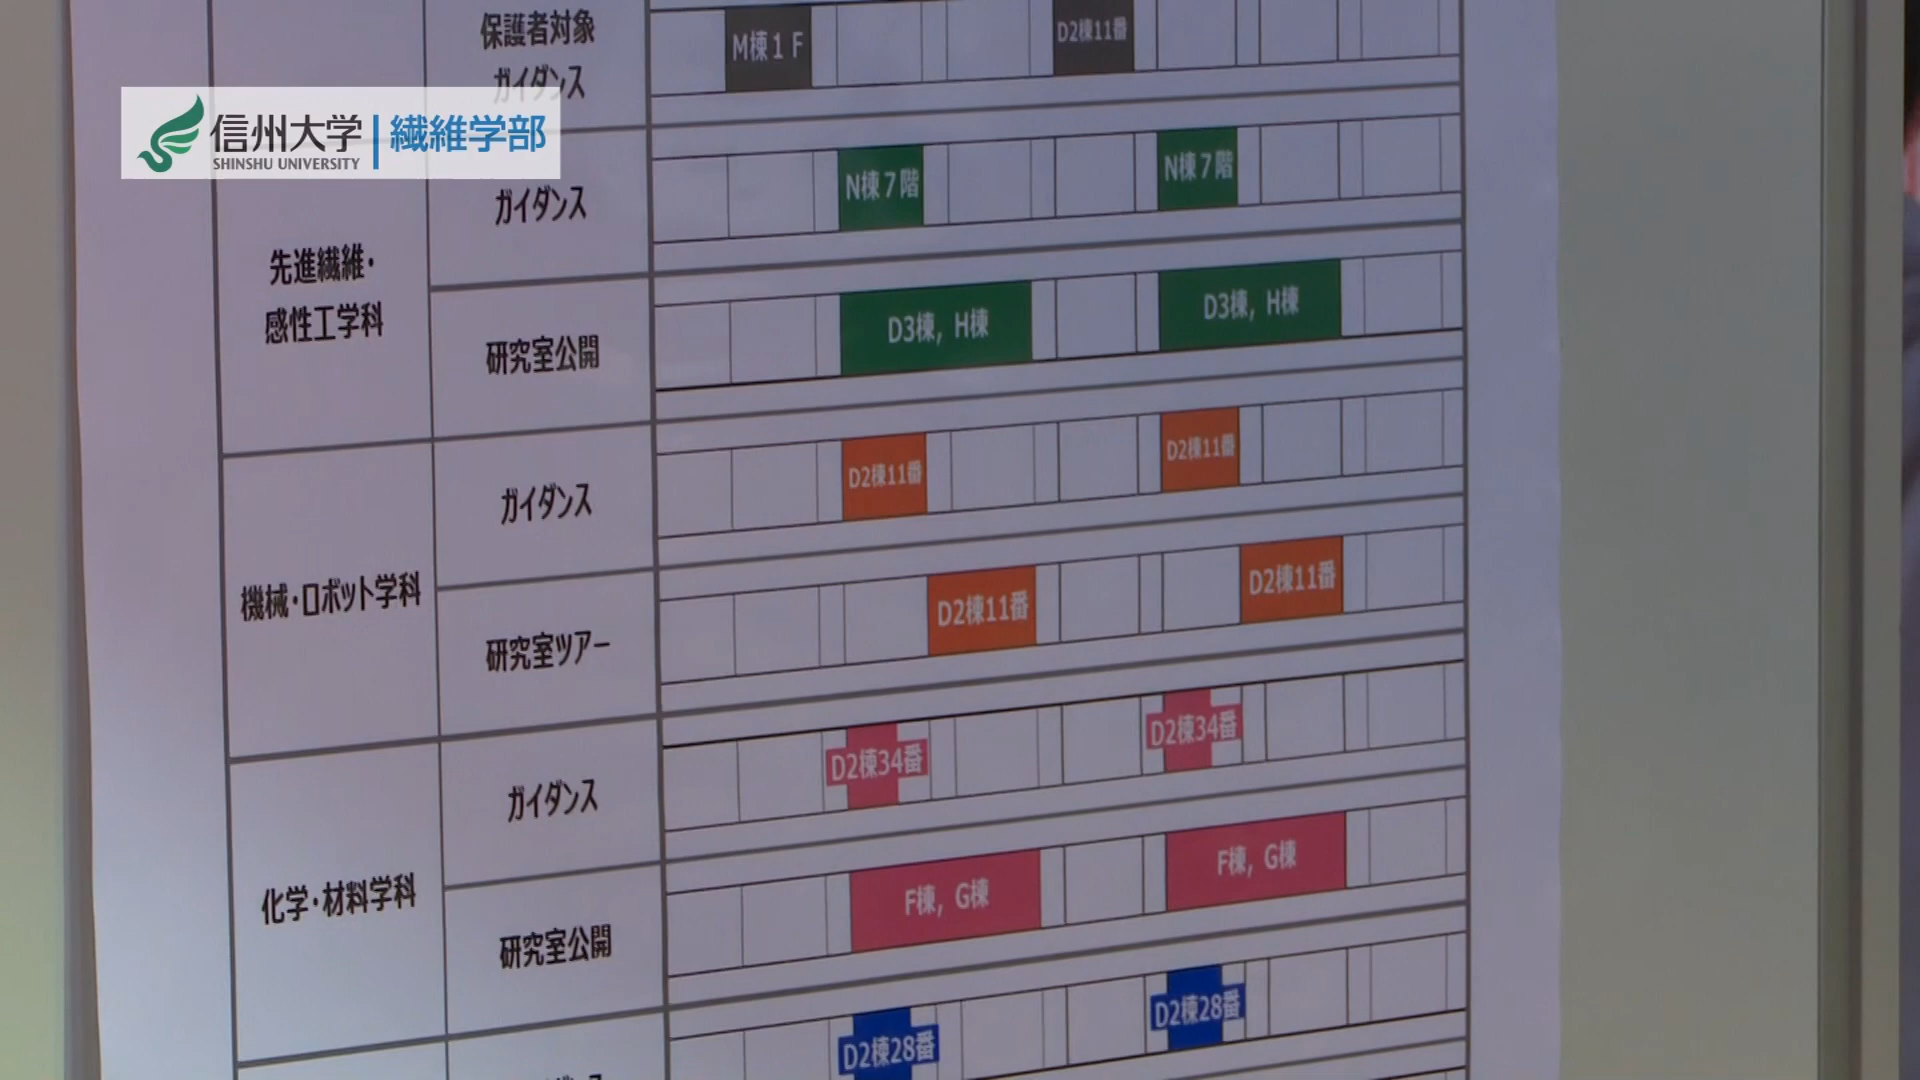 保護者対象
ガイダンス
M棟1F
D2棟11番
信州大学
SHINSHU UNIVERSITY
繊維学部
先進繊維・
感性工学科
ガイダンス
N棟7階
N棟7階
研究室公開
D3棟, H棟
D3棟, H棟
機械・ロボット学科
ガイダンス
D2棟11番
D2棟11番
研究室ツアー
D2棟11番
D2棟11番
化学・材料学科
ガイダンス
D2棟34番
D2棟34番
研究室公開
F棟, G棟
F棟, G棟
D2棟28番
D2棟28番